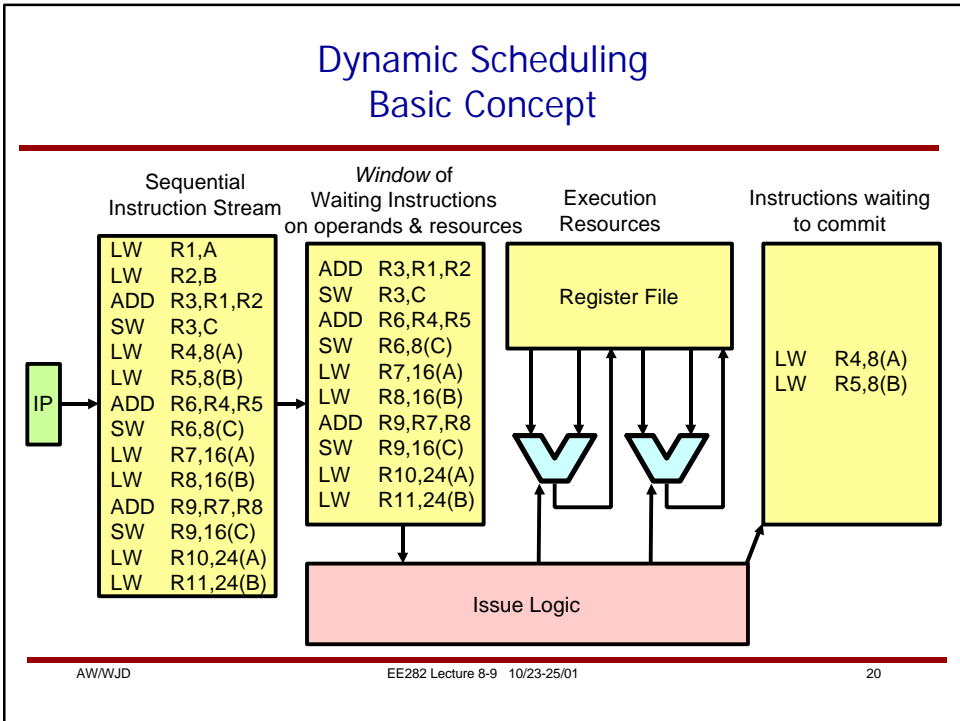 Dynamic Scheduling
Basic Concept
Sequential
Instruction Stream
Window of
Waiting Instructions
on operands & resources
Execution
Resources
Instructions waiting
to commit
IP
LW R1,A
LW R2,B
ADD R3,R1,R2
SW R3,C
LW R4,8(A)
LW R5,8(B)
ADD R6,R4,R5
SW R6,8(C)
LW R7,16(A)
LW R8,16(B)
ADD R9,R7,R8
SW R9,16(C)
LW R10,24(A)
LW R11,24(B)
ADD R3,R1,R2
SW R3,C
ADD R6,R4,R5
SW R6,8(C)
LW R7,16(A)
LW R8,16(B)
ADD R9,R7,R8
SW R9,16(C)
LW R10,24(A)
LW R11,24(B)
Register File
LW R4,8(A)
LW R5,8(B)
Issue Logic
AW/WJD
EE282 Lecture 8-9 10/23-25/01
20